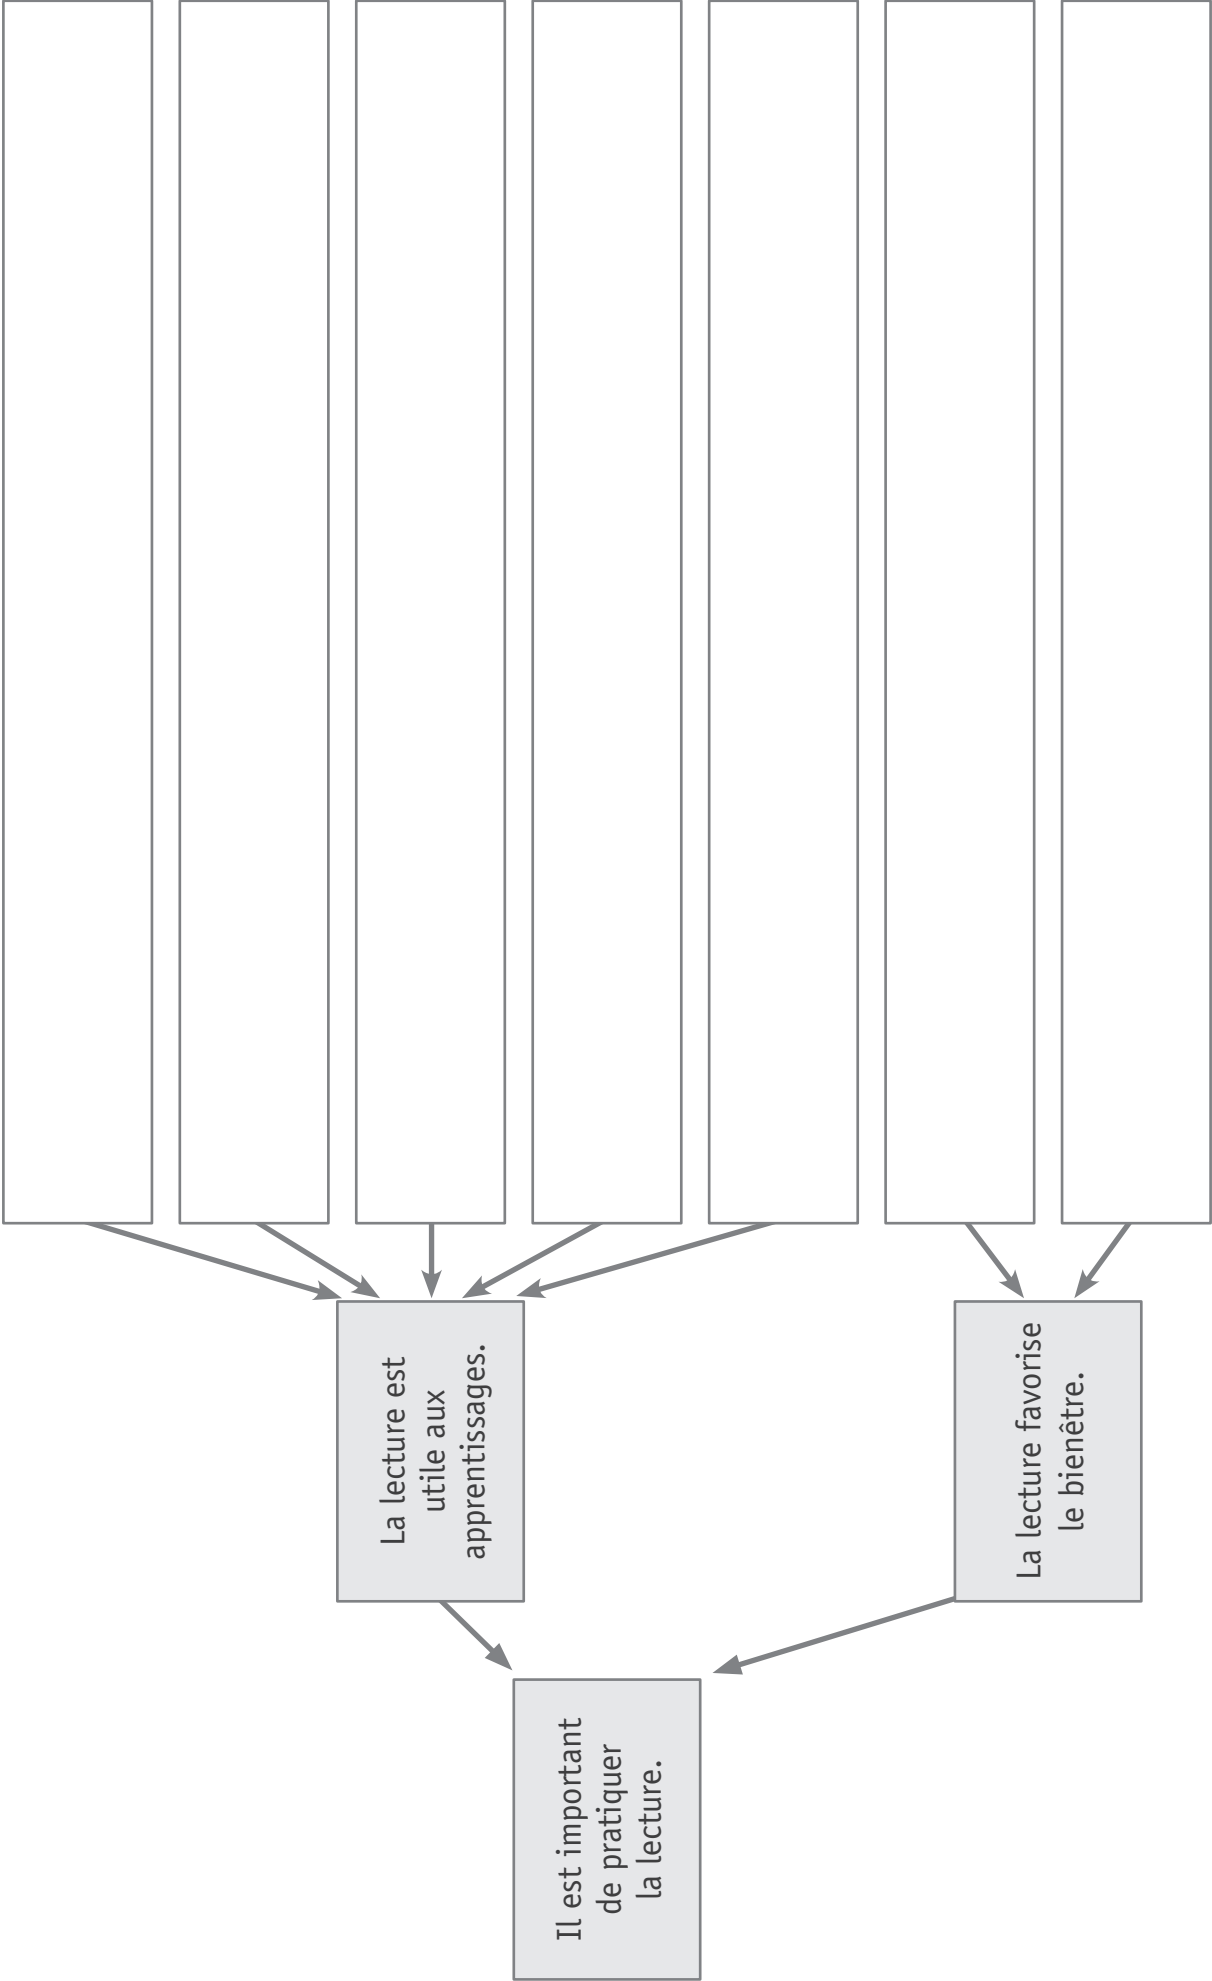 La lecture est
utile aux
apprentissages.
La lecture favorise
le bienêtre.
Il est important
de pratiquer
la lecture.